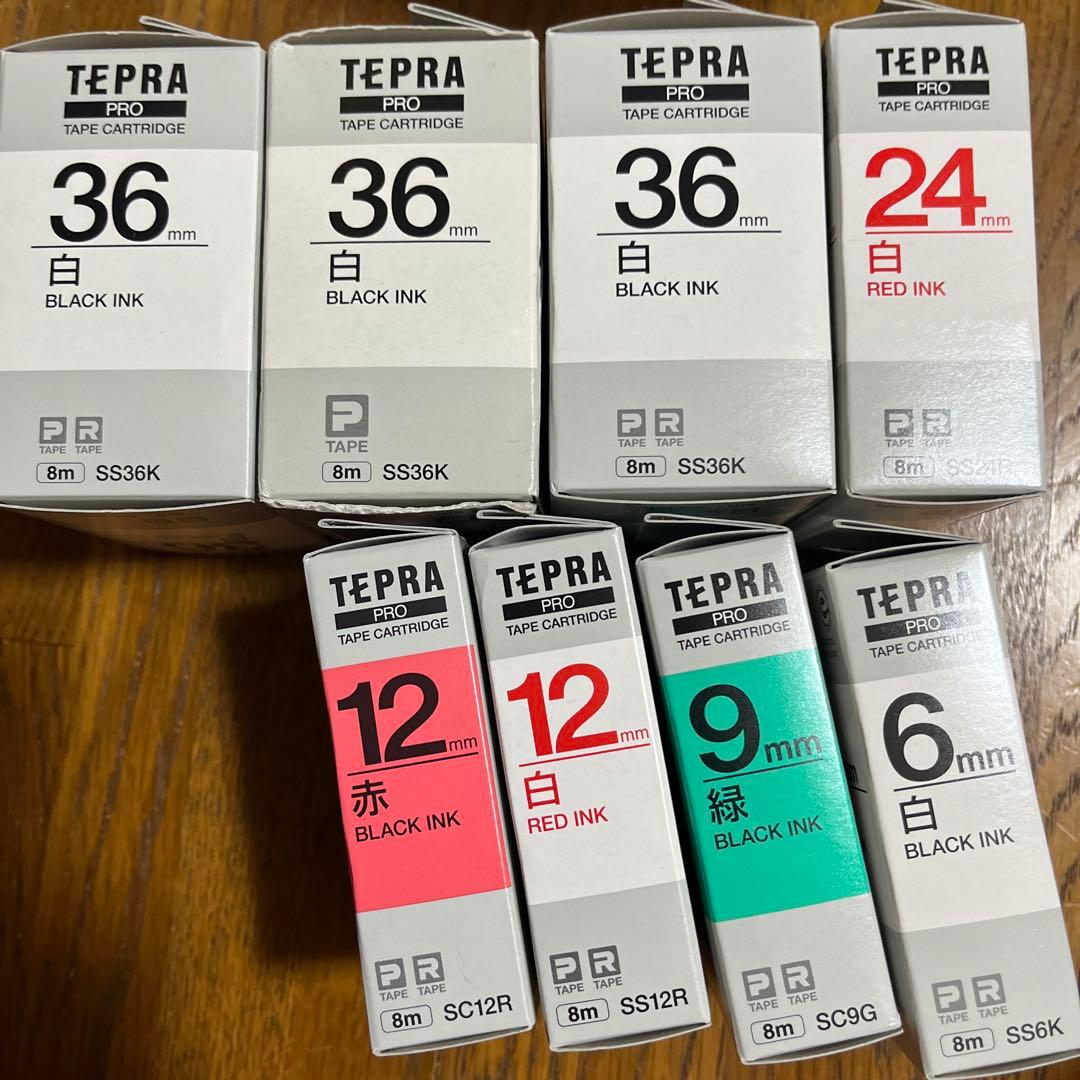 TEPRA
PRO
TAPE CARTRIDGE
36mm
白
BLACK INK
P R
TAPE TAPE
8m SS36K
TEPRA
PRO
TAPE CARTRIDGE
36mm
白
BLACK INK
P
TAPE
8m SS36K
TEPRA
PRO
TAPE CARTRIDGE
36mm
白
BLACK INK
P R
TAPE TAPE
8m SS36K
TEPRA
PRO
TAPE CARTRIDGE
24mm
白
RED INK
P R
TAPE TAPE
8m SS24R
TEPRA
PRO
TAPE CARTRIDGE
12mm
赤
BLACK INK
P R
TAPE TAPE
8m SC12R
TEPRA
PRO
TAPE CARTRIDGE
12mm
白
RED INK
P R
TAPE TAPE
8m SS12R
TEPRA
PRO
TAPE CARTRIDGE
9mm
緑
BLACK INK
P R
TAPE TAPE
8m SC9G
TEPRA
PRO
TAPE CARTRIDGE
6mm
白
BLACK INK
P R
TAPE TAPE
8m SS6K